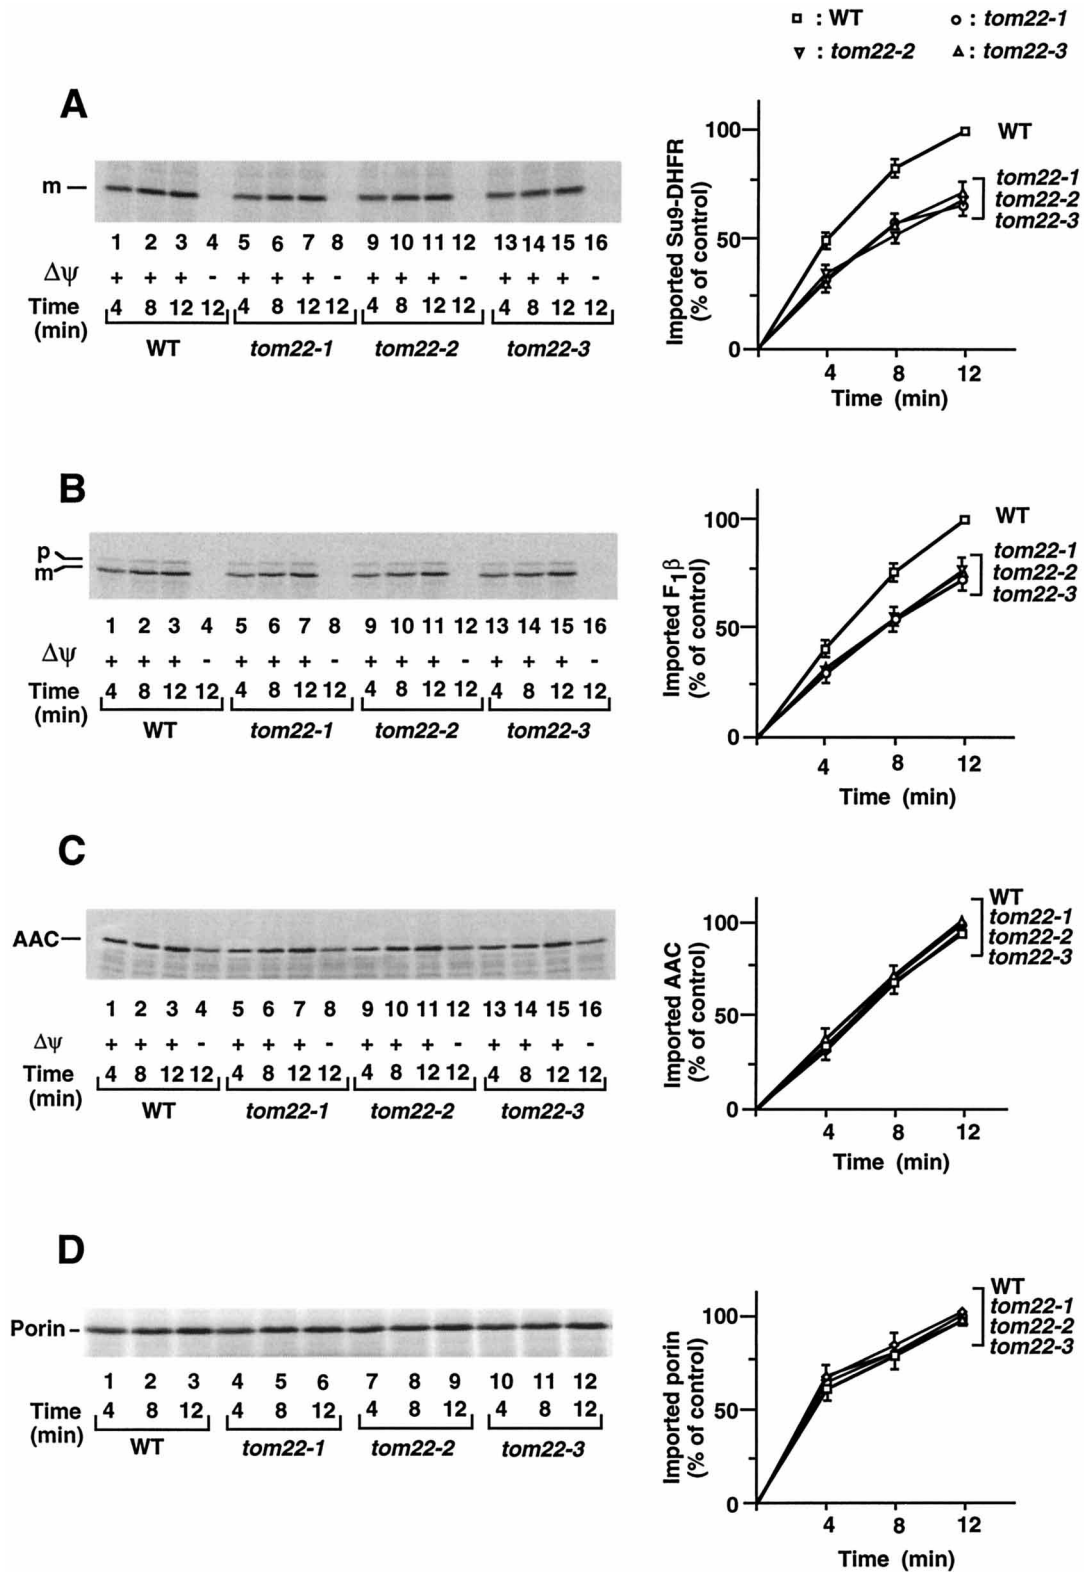 □ : WT ○ : tom22-1
▽ : tom22-2 △ : tom22-3
A
m
1 2 3 4 5 6 7 8 9 10 11 12 13 14 15 16
Δψ + + + - + + + - + + + - + + + -
Time 4 8 12 12 4 8 12 12 4 8 12 12 4 8 12 12
(min)
WT tom22-1 tom22-2 tom22-3
Imported Su9-DHFR
(% of control)
100
50
0
WT
tom22-1
tom22-2
tom22-3
4 8 12
Time (min)
B
p
m
1 2 3 4 5 6 7 8 9 10 11 12 13 14 15 16
Δψ + + + - + + + - + + + - + + + -
Time 4 8 12 12 4 8 12 12 4 8 12 12 4 8 12 12
(min)
WT tom22-1 tom22-2 tom22-3
Imported F1β
(% of control)
100
50
0
WT
tom22-1
tom22-2
tom22-3
4 8 12
Time (min)
C
AAC
1 2 3 4 5 6 7 8 9 10 11 12 13 14 15 16
Δψ + + + - + + + - + + + - + + + -
Time 4 8 12 12 4 8 12 12 4 8 12 12 4 8 12 12
(min)
WT tom22-1 tom22-2 tom22-3
Imported AAC
(% of control)
100
50
0
WT
tom22-1
tom22-2
tom22-3
4 8 12
Time (min)
D
Porin
1 2 3 4 5 6 7 8 9 10 11 12
Time 4 8 12 4 8 12 4 8 12 4 8 12
(min)
WT tom22-1 tom22-2 tom22-3
Imported porin
(% of control)
100
50
0
WT
tom22-1
tom22-2
tom22-3
4 8 12
Time (min)